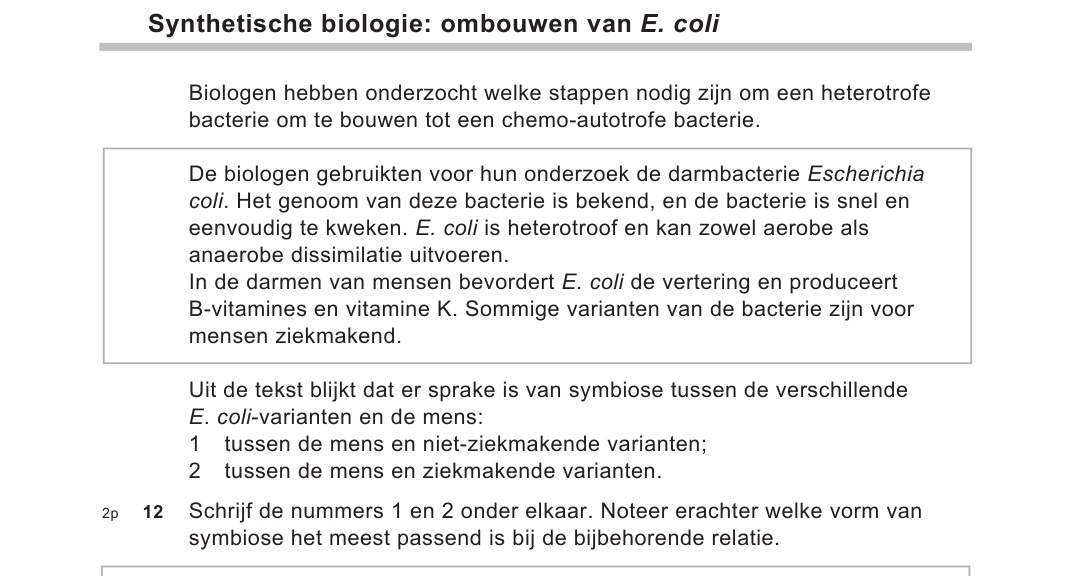 Synthetische biologie: ombouwen van E. coli
Biologen hebben onderzocht welke stappen nodig zijn om een heterotrofe
bacterie om te bouwen tot een chemo-autotrofe bacterie.
De biologen gebruikten voor hun onderzoek de darmbacterie Escherichia
coli. Het genoom van deze bacterie is bekend, en de bacterie is snel en
eenvoudig te kweken. E. coli is heterotroof en kan zowel aerobe als
anaerobe dissimilatie uitvoeren.
In de darmen van mensen bevordert E. coli de vertering en produceert
B-vitamines en vitamine K. Sommige varianten van de bacterie zijn voor
mensen ziekmakend.
Uit de tekst blijkt dat er sprake is van symbiose tussen de verschillende
E. coli-varianten en de mens:
1 tussen de mens en niet-ziekmakende varianten;
2 tussen de mens en ziekmakende varianten.
2p 12 Schrijf de nummers 1 en 2 onder elkaar. Noteer erachter welke vorm van
symbiose het meest passend is bij de bijbehorende relatie.